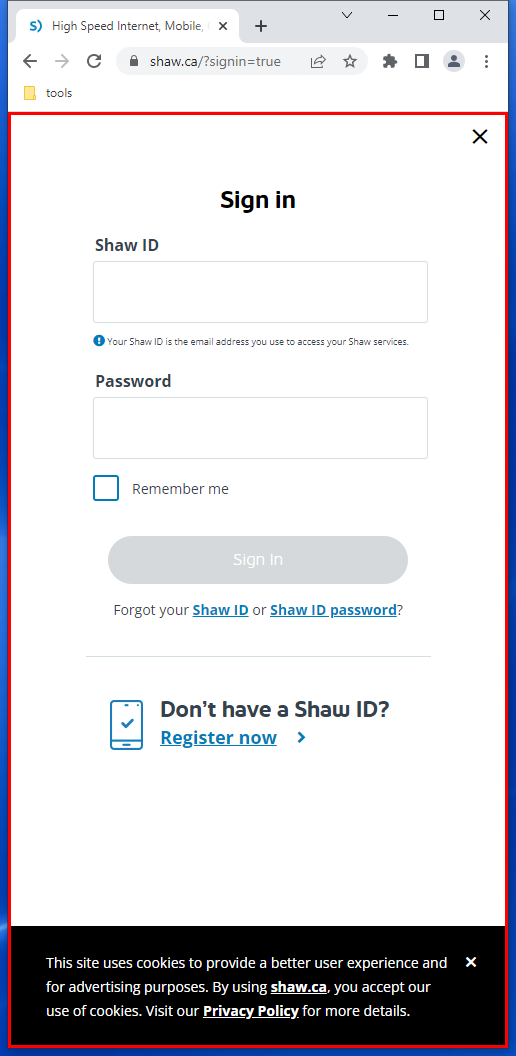 S) High Speed Internet, Mobile,
shaw.ca/?signin=true
tools
Sign in
Shaw ID
Your Shaw ID is the email address you use to access your Shaw services.
Password
Remember me
Sign In
Forgot your Shaw ID or Shaw ID password?
Don’t have a Shaw ID?
Register now
This site uses cookies to provide a better user experience and
for advertising purposes. By using shaw.ca, you accept our
use of cookies. Visit our Privacy Policy for more details.